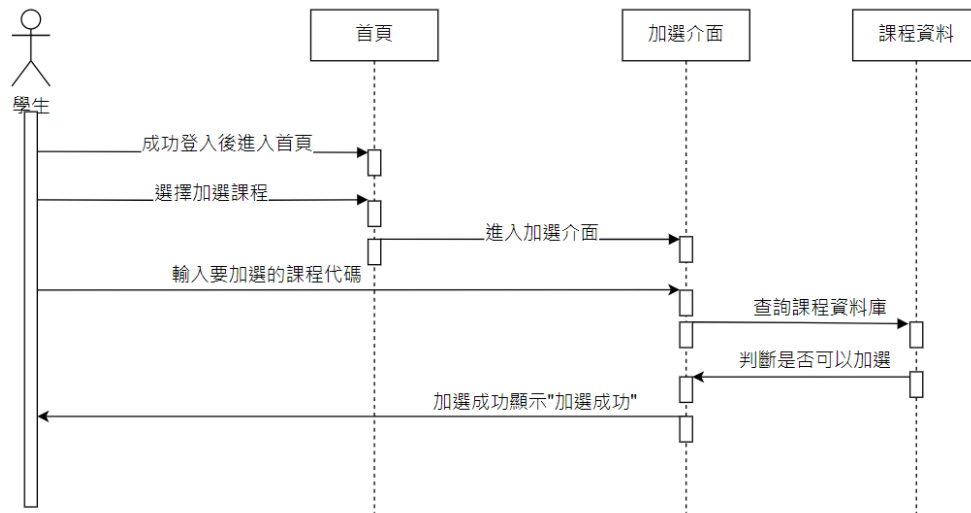 首頁
加選介面
課程資料
學生
成功登入後進入首頁
選擇加選課程
進入加選介面
輸入要加選的課程代碼
查詢課程資料庫
判斷是否可以加選
加選成功顯示"加選成功"